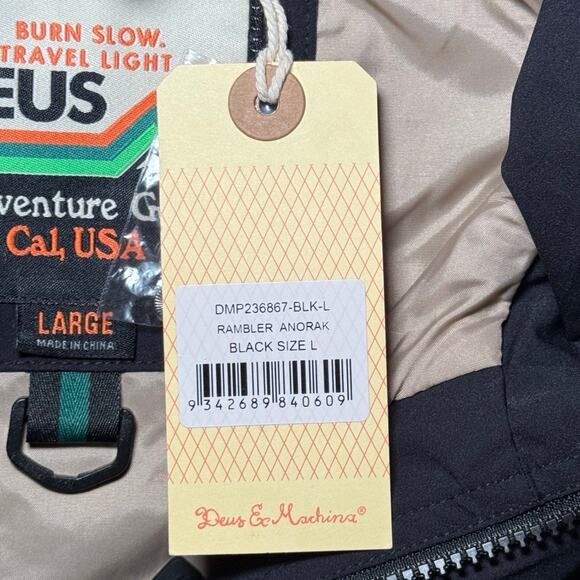 BURN SLOW.
TRAVEL LIGHT
EUS
venture G
Cal, USA
LARGE
MADE IN CHINA
DMP236867-BLK-L
RAMBLER ANORAK
BLACK SIZE L
9 342689 840609
Deus Ex Machina®